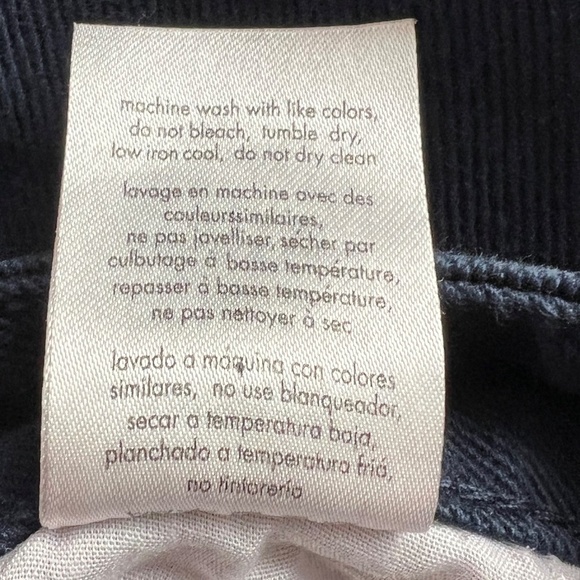 machine wash with like colors,
do not bleach, tumble dry,
low iron cool, do not dry clean
lavage en machine avec des
couleurssimilaires,
ne pas javelliser, sécher par
culbutage à basse température,
repasser à basse température,
ne pas nettoyer à sec
lavado a máquina con colores
similares, no use blanqueador,
secar a temperatura baja,
planchado a temperatura friá,
no tintorería